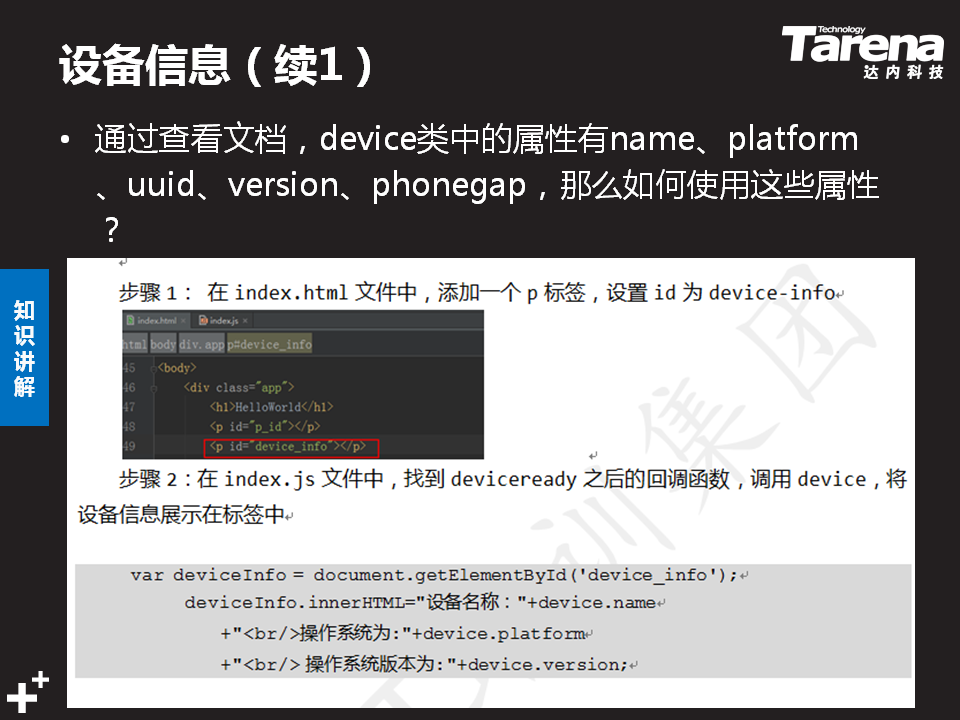 设备信息（续1）
Technology
Tarena
达内科技
• 通过查看文档，device类中的属性有name、platform
、uuid、version、phonegap，那么如何使用这些属性
？
知识讲解
步骤 1： 在 index.html 文件中，添加一个 p 标签，设置 id 为 device-info
index.html × index.js ×
html body div.app p#device_info
45 <body>
46 <div class="app">
47 <h1>HelloWorld</h1>
48 <p id="p_id"></p>
49 <p id="device_info"></p>
步骤 2：在 index.js 文件中，找到 deviceready 之后的回调函数，调用 device，将
设备信息展示在标签中
var deviceInfo = document.getElementById('device_info');
deviceInfo.innerHTML="设备名称："+device.name
+"<br/>操作系统为:"+device.platform
+"<br/> 操作系统版本为:"+device.version;
训集团